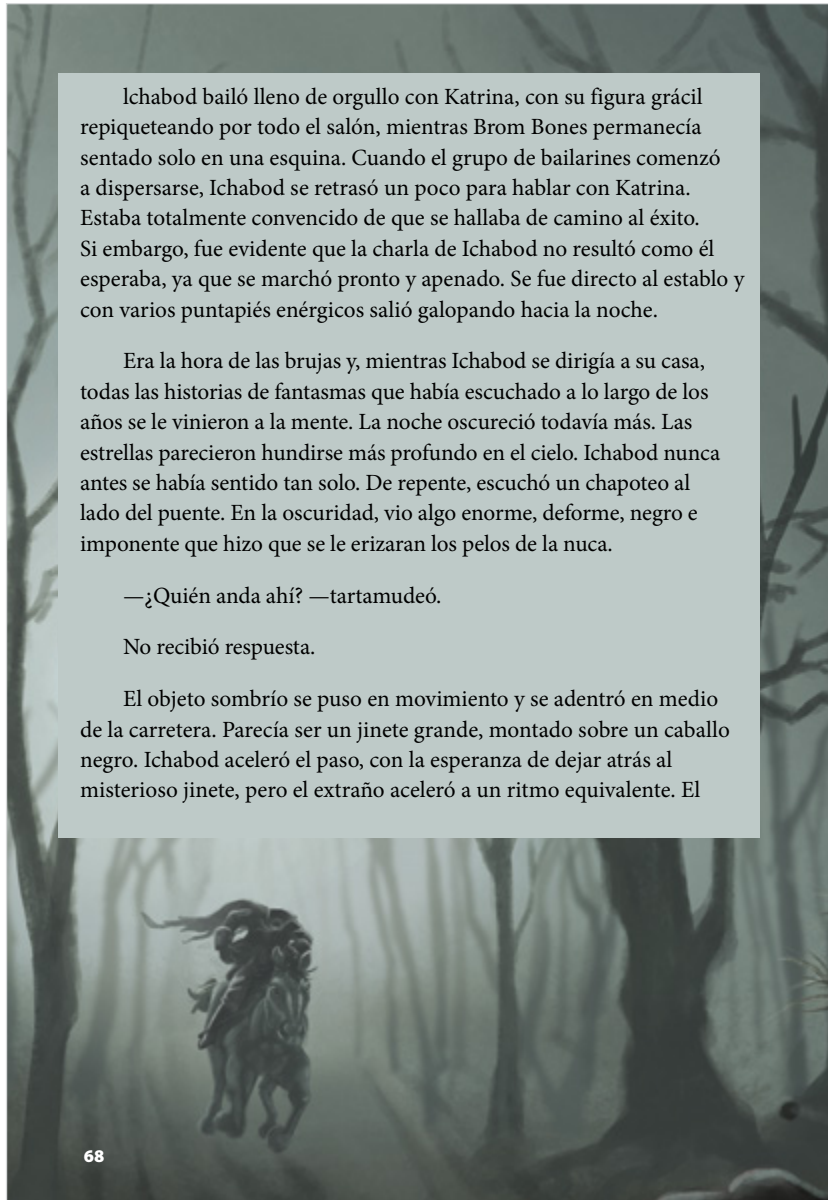 Ichabod bailó lleno de orgullo con Katrina, con su figura grácil
repiqueteando por todo el salón, mientras Brom Bones permanecía
sentado solo en una esquina. Cuando el grupo de bailarines comenzó
a dispersarse, Ichabod se retrasó un poco para hablar con Katrina.
Estaba totalmente convencido de que se hallaba de camino al éxito.
Si embargo, fue evidente que la charla de Ichabod no resultó como él
esperaba, ya que se marchó pronto y apenado. Se fue directo al establo y
con varios puntapiés enérgicos salió galopando hacia la noche.
Era la hora de las brujas y, mientras Ichabod se dirigía a su casa,
todas las historias de fantasmas que había escuchado a lo largo de los
años se le vinieron a la mente. La noche oscureció todavía más. Las
estrellas parecieron hundirse más profundo en el cielo. Ichabod nunca
antes se había sentido tan solo. De repente, escuchó un chapoteo al
lado del puente. En la oscuridad, vio algo enorme, deforme, negro e
imponente que hizo que se le erizaran los pelos de la nuca.
—¿Quién anda ahí? —tartamudeó.
No recibió respuesta.
El objeto sombrío se puso en movimiento y se adentró en medio
de la carretera. Parecía ser un jinete grande, montado sobre un caballo
negro. Ichabod aceleró el paso, con la esperanza de dejar atrás al
misterioso jinete, pero el extraño aceleró a un ritmo equivalente. El
68